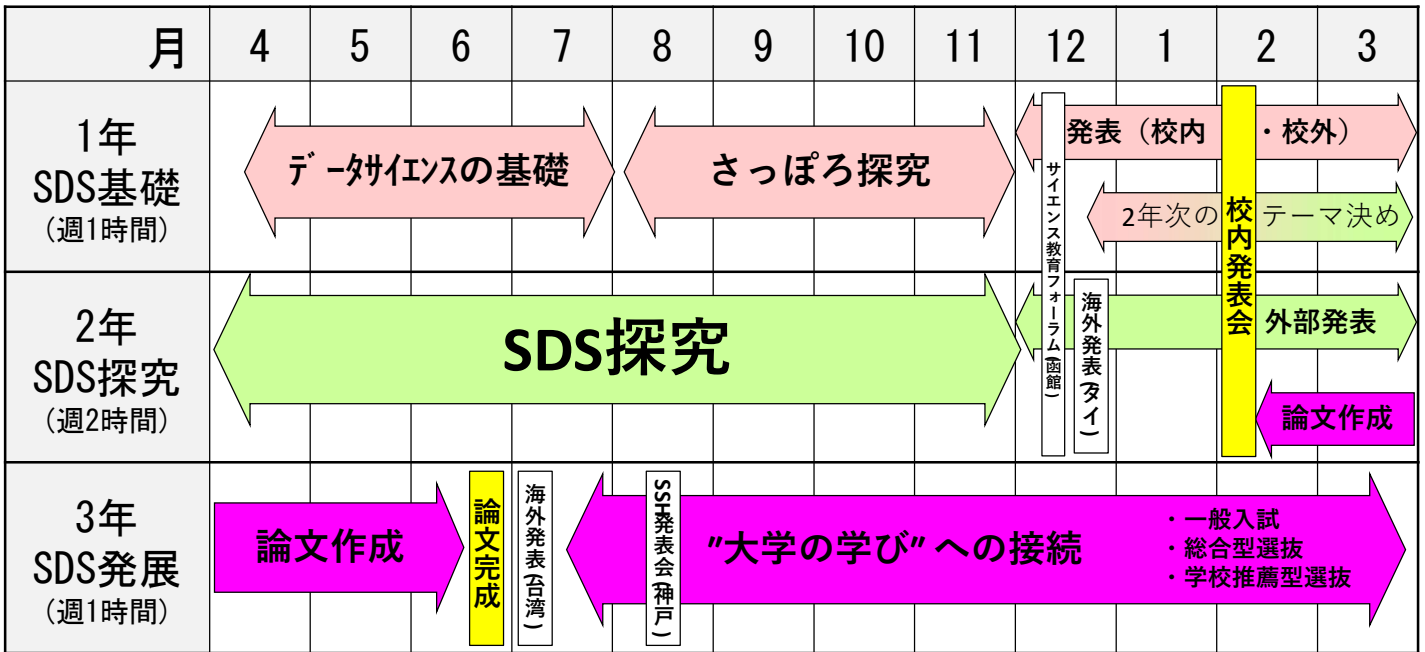 月 4 5 6 7 8 9 10 11 12 1 2 3
1年
SDS基礎
(週1時間)
ﾃﾞｰﾀｻｲｴﾝｽの基礎
さっぽろ探究
発表（校内・校外）
2年次のテーマ決め
サイエンス教育フォーラム(函館)
校内発表会
2年
SDS探究
(週2時間)
SDS探究
海外発表(タイ)
外部発表
論文作成
3年
SDS発展
(週1時間)
論文作成
論文完成
海外発表(台湾)
SSH発表会(神戸)
”大学の学び” への接続
・一般入試
・総合型選抜
・学校推薦型選抜